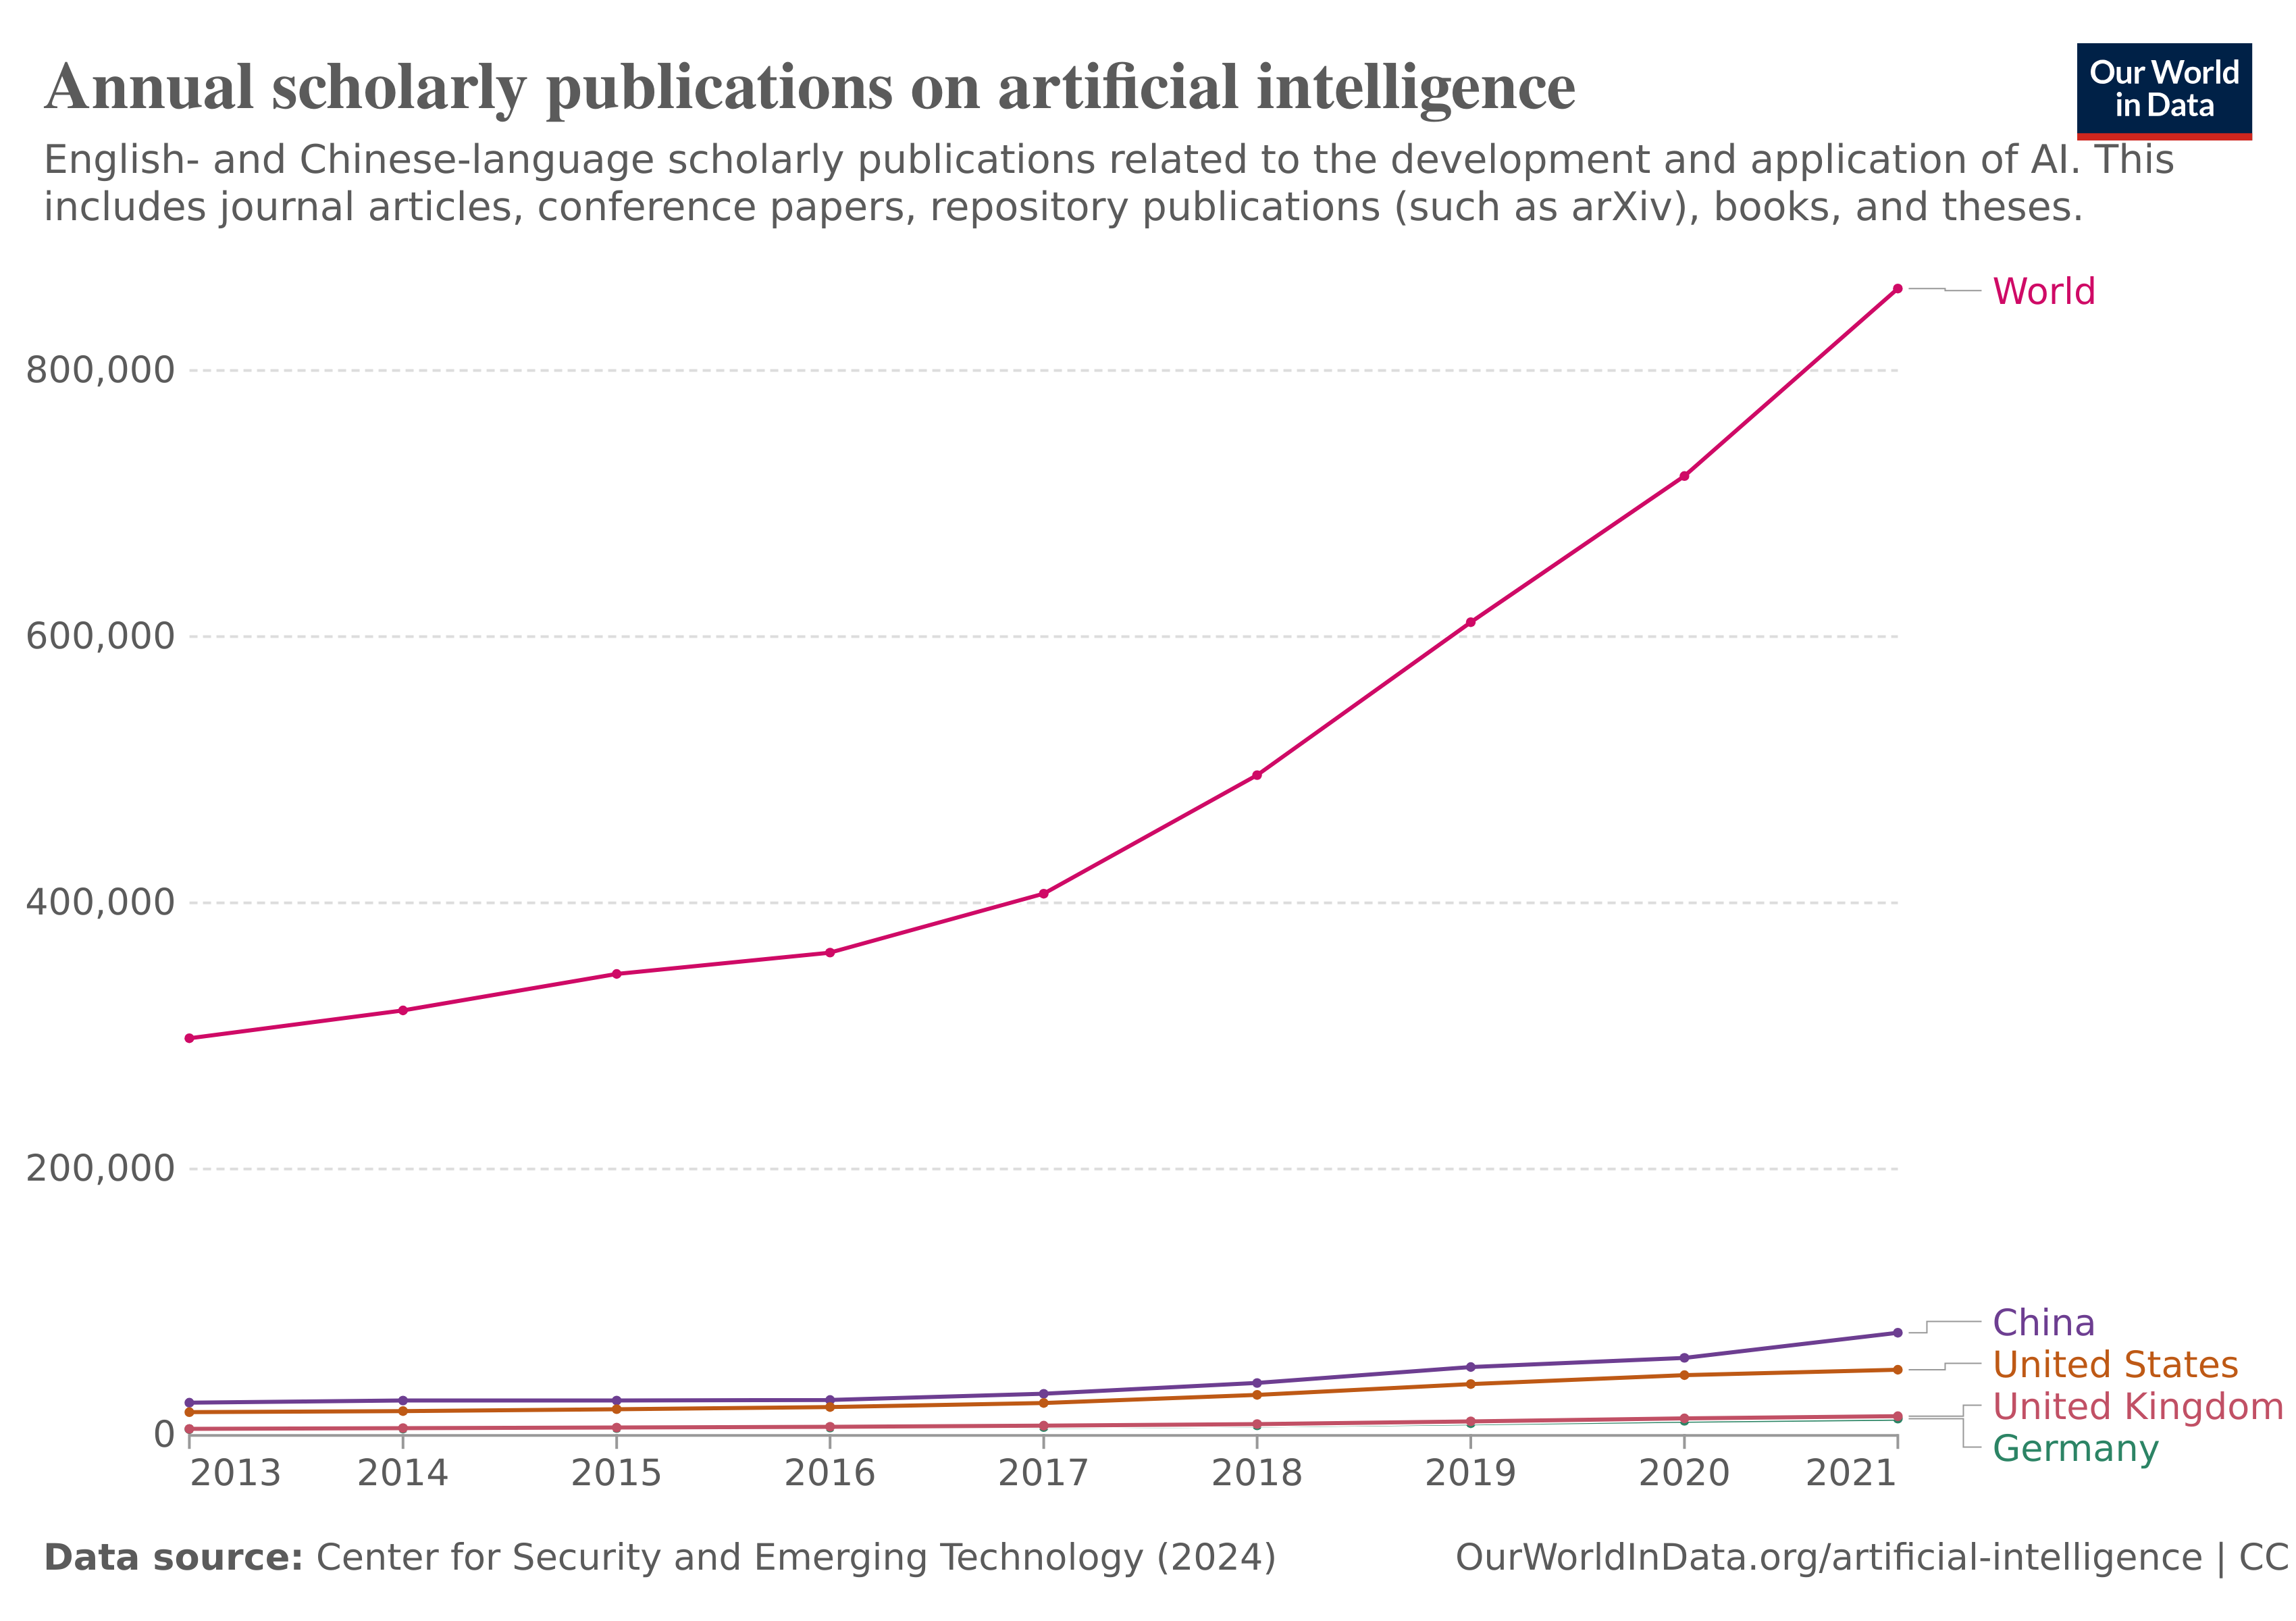 Annual scholarly publications on artificial intelligence
Our World
in Data
English- and Chinese-language scholarly publications related to the development and application of AI. This
includes journal articles, conference papers, repository publications (such as arXiv), books, and theses.
World
800,000
600,000
400,000
200,000
China
United States
United Kingdom
0
Germany
2013 2014 2015 2016 2017 2018 2019 2020 2021
Data source: Center for Security and Emerging Technology (2024)
OurWorldInData.org/artificial-intelligence | CC